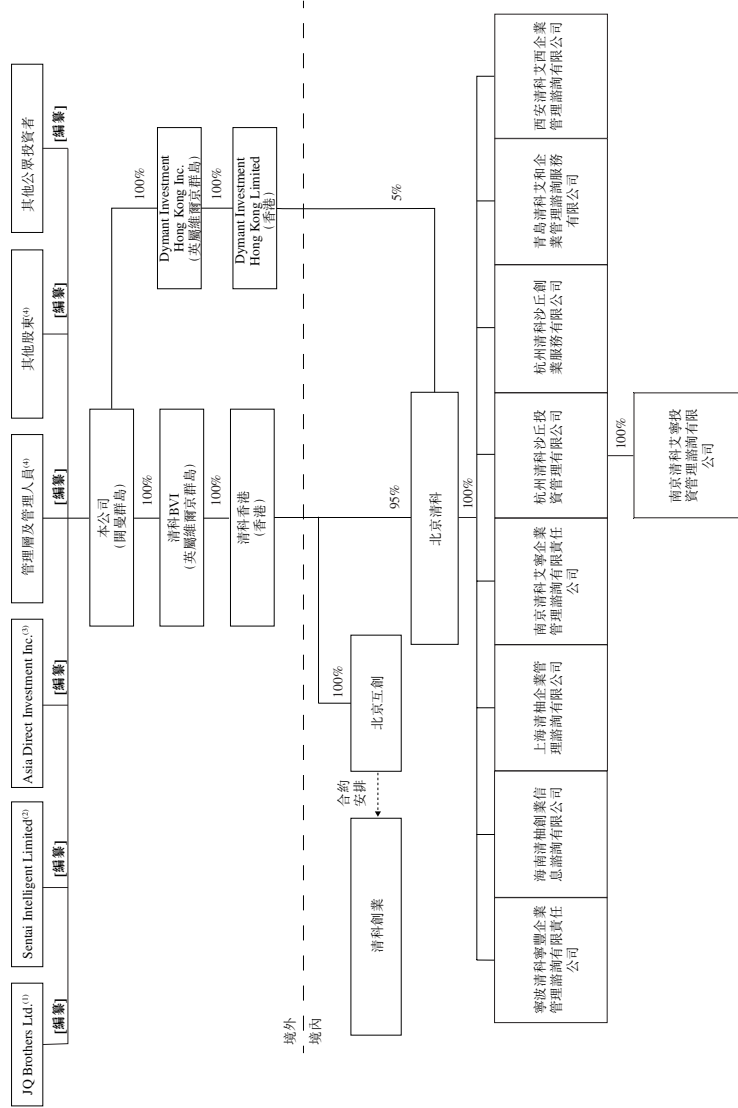 JQ Brothers Ltd.⁽¹⁾
Sentai Intelligent Limited⁽²⁾
Asia Direct Investment Inc.⁽³⁾
管理層及管理人員⁽⁴⁾
其他股東⁽⁴⁾
其他公眾投資者
[編纂]
[編纂]
[編纂]
[編纂]
[編纂]
[編纂]
本公司
(開曼群島)
100%
100%
清科BVI
(英屬維爾京群島)
Dymant Investment
Hong Kong Inc.
(英屬維爾京群島)
100%
100%
清科香港
(香港)
Dymant Investment
Hong Kong Limited
(香港)
境外
境內
100%
95%
5%
清科創業
合約
安排
北京互創
北京清科
100%
寧波清科寧豐企業
管理諮詢有限責任
公司
海南清柚創業信
息諮詢有限公司
上海清柚企業管
理諮詢有限公司
南京清科艾寧企業
管理諮詢有限責任
公司
杭州清科沙丘投
資管理有限公司
杭州清科沙丘創
業服務有限公司
青島清科艾和企
業管理諮詢服務
有限公司
西安清科艾西企業
管理諮詢有限公司
100%
南京清科艾寧投
資管理諮詢有限
公司